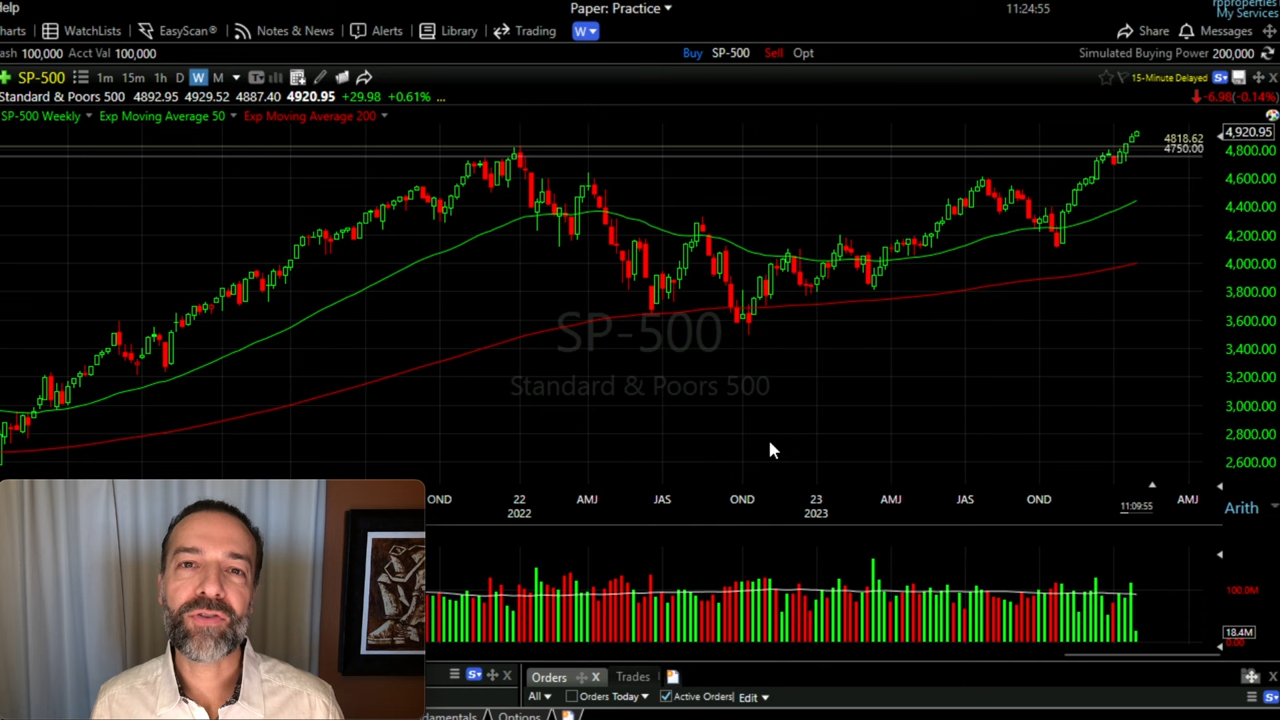 Help
Paper: Practice
11:24:55
rpproperties
My Services
Charts WatchLists EasyScan® Notes & News Alerts Library Trading W Share Messages
Cash 100,000 Acct Val 100,000 Buy SP-500 Sell Opt Simulated Buying Power 200,000
SP-500 1m 15m 1h D W M 15-Minute Delayed S
Standard & Poors 500 4892.95 4929.52 4887.40 4920.95 +29.98 +0.61% ... -6.98 (-0.14%)
SP-500 Weekly Exp Moving Average 50 Exp Moving Average 200
4,920.95
4818.62
4750.00
4,800.00
4,600.00
4,400.00
4,200.00
4,000.00
3,800.00
3,600.00
3,400.00
3,200.00
3,000.00
2,800.00
2,600.00
SP-500
Standard & Poors 500
OND 22 AMJ JAS OND 23 AMJ JAS OND AMJ
2022 2023 11:09:55
Arith
100.0M
18.4M
0.00
S Orders Trades
All Orders Today Active Orders Edit S
Options